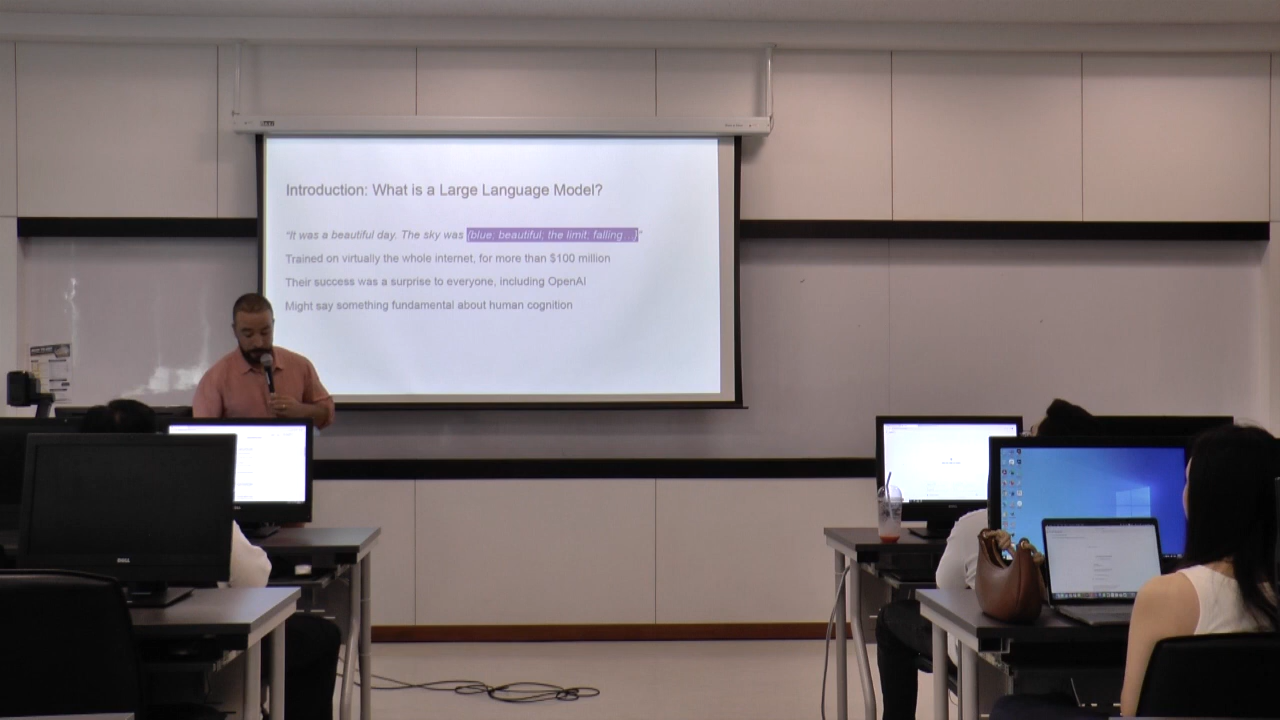 Introduction: What is a Large Language Model?
"It was a beautiful day. The sky was [blue; beautiful; the limit; falling ...]"
Trained on virtually the whole internet, for more than $100 million
Their success was a surprise to everyone, including OpenAI
Might say something fundamental about human cognition
DELL